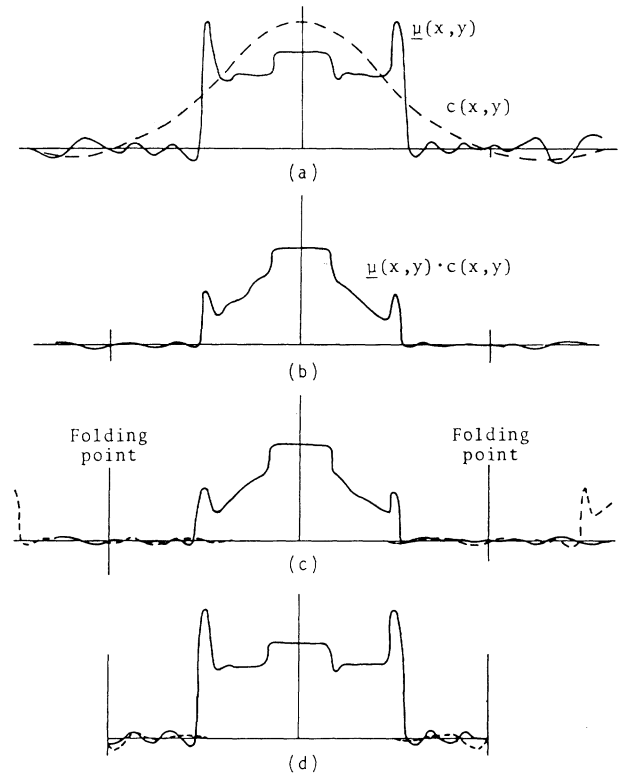 μ(x,y)
c(x,y)
(a)
μ(x,y)·c(x,y)
(b)
Folding
point
Folding
point
(c)
(d)